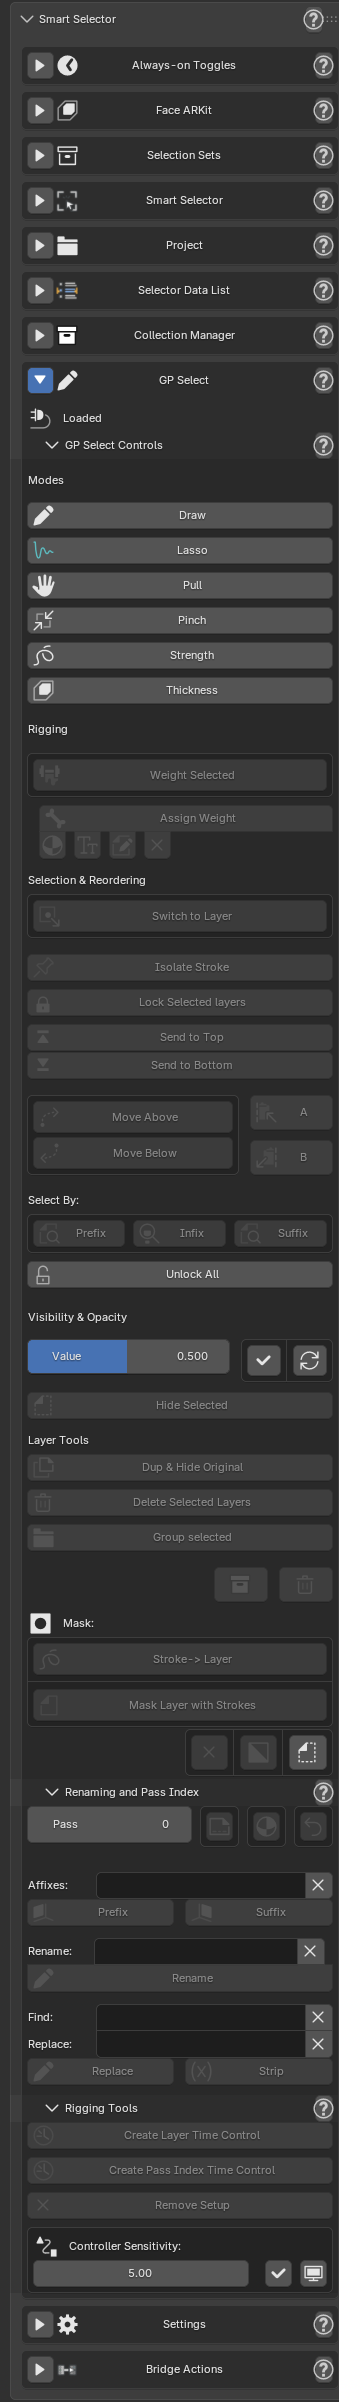 Smart Selector
Always-on Toggles
Face ARKit
Selection Sets
Smart Selector
Project
Selector Data List
Collection Manager
GP Select
Loaded
GP Select Controls
Modes
Draw
Lasso
Pull
Pinch
Strength
Thickness
Rigging
Weight Selected
Assign Weight
Selection & Reordering
Switch to Layer
Isolate Stroke
Lock Selected layers
Send to Top
Send to Bottom
Move Above A
Move Below B
Select By:
Prefix Infix Suffix
Unlock All
Visibility & Opacity
Value 0.500
Hide Selected
Layer Tools
Dup & Hide Original
Delete Selected Layers
Group selected
Mask:
Stroke-> Layer
Mask Layer with Strokes
Renaming and Pass Index
Pass 0
Affixes:
Prefix Suffix
Rename:
Rename
Find:
Replace:
Replace Strip
Rigging Tools
Create Layer Time Control
Create Pass Index Time Control
Remove Setup
Controller Sensitivity:
5.00
Settings
Bridge Actions